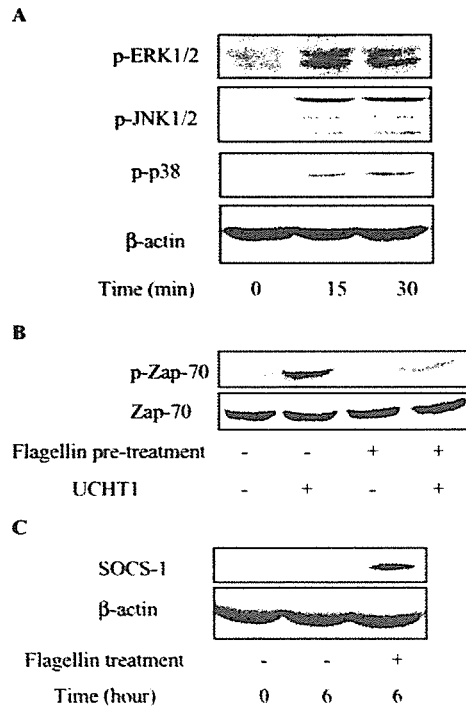 A
p-ERK1/2
p-JNK1/2
p-p38
β-actin
Time (min) 0 15 30
B
p-Zap-70
Zap-70
Flagellin pre-treatment - - + +
UCHT1 - + - +
C
SOCS-1
β-actin
Flagellin treatment - - +
Time (hour) 0 6 6